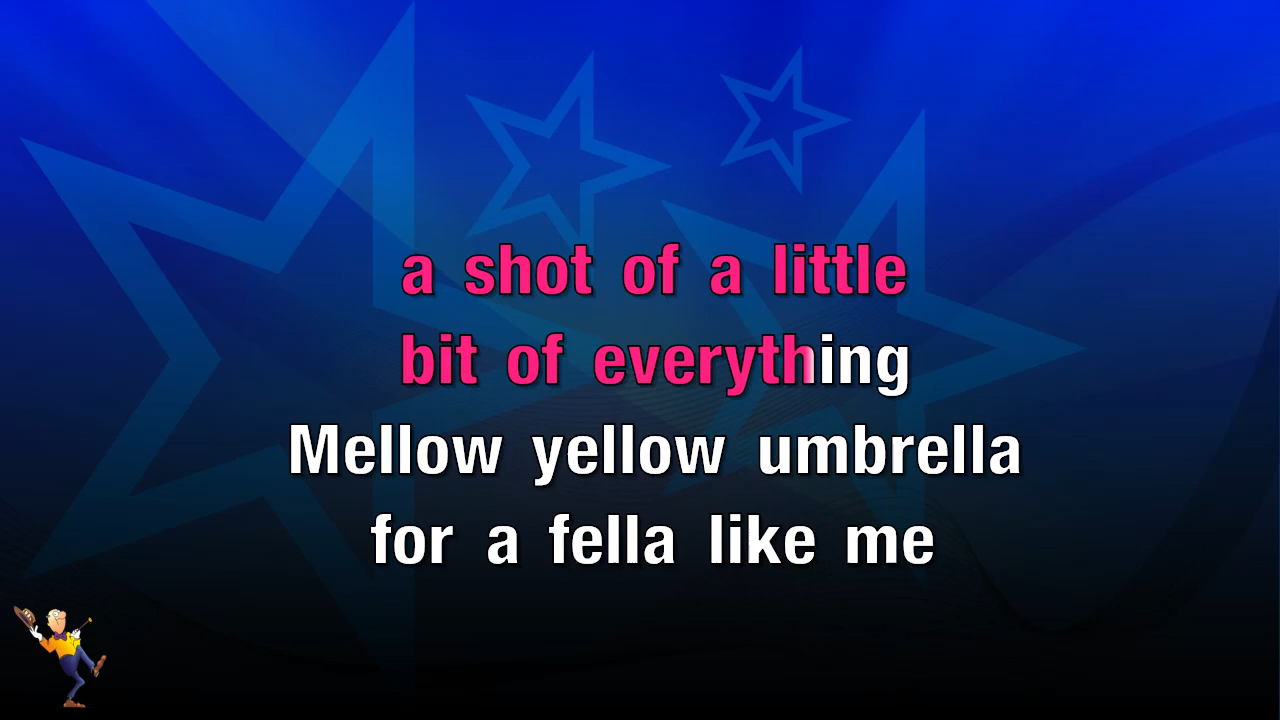 a shot of a little
bit of everything
Mellow yellow umbrella
for a fella like me